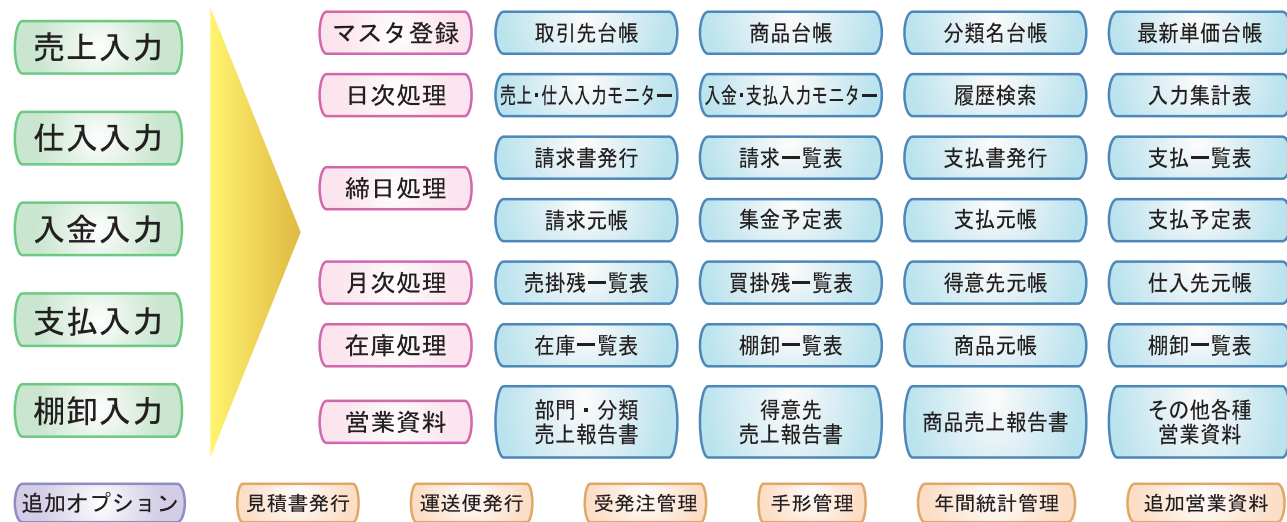 売上入力
仕入入力
入金入力
支払入力
棚卸入力
マスタ登録
取引先台帳
商品台帳
分類名台帳
最新単価台帳
日次処理
売上・仕入入力モニター
入金・支払入力モニター
履歴検索
入力集計表
締日処理
請求書発行
請求一覧表
支払書発行
支払一覧表
請求元帳
集金予定表
支払元帳
支払予定表
月次処理
売掛残一覧表
買掛残一覧表
得意先元帳
仕入先元帳
在庫処理
在庫一覧表
棚卸一覧表
商品元帳
棚卸一覧表
営業資料
部門・分類
売上報告書
得意先
売上報告書
商品売上報告書
その他各種
営業資料
追加オプション
見積書発行
運送便発行
受発注管理
手形管理
年間統計管理
追加営業資料